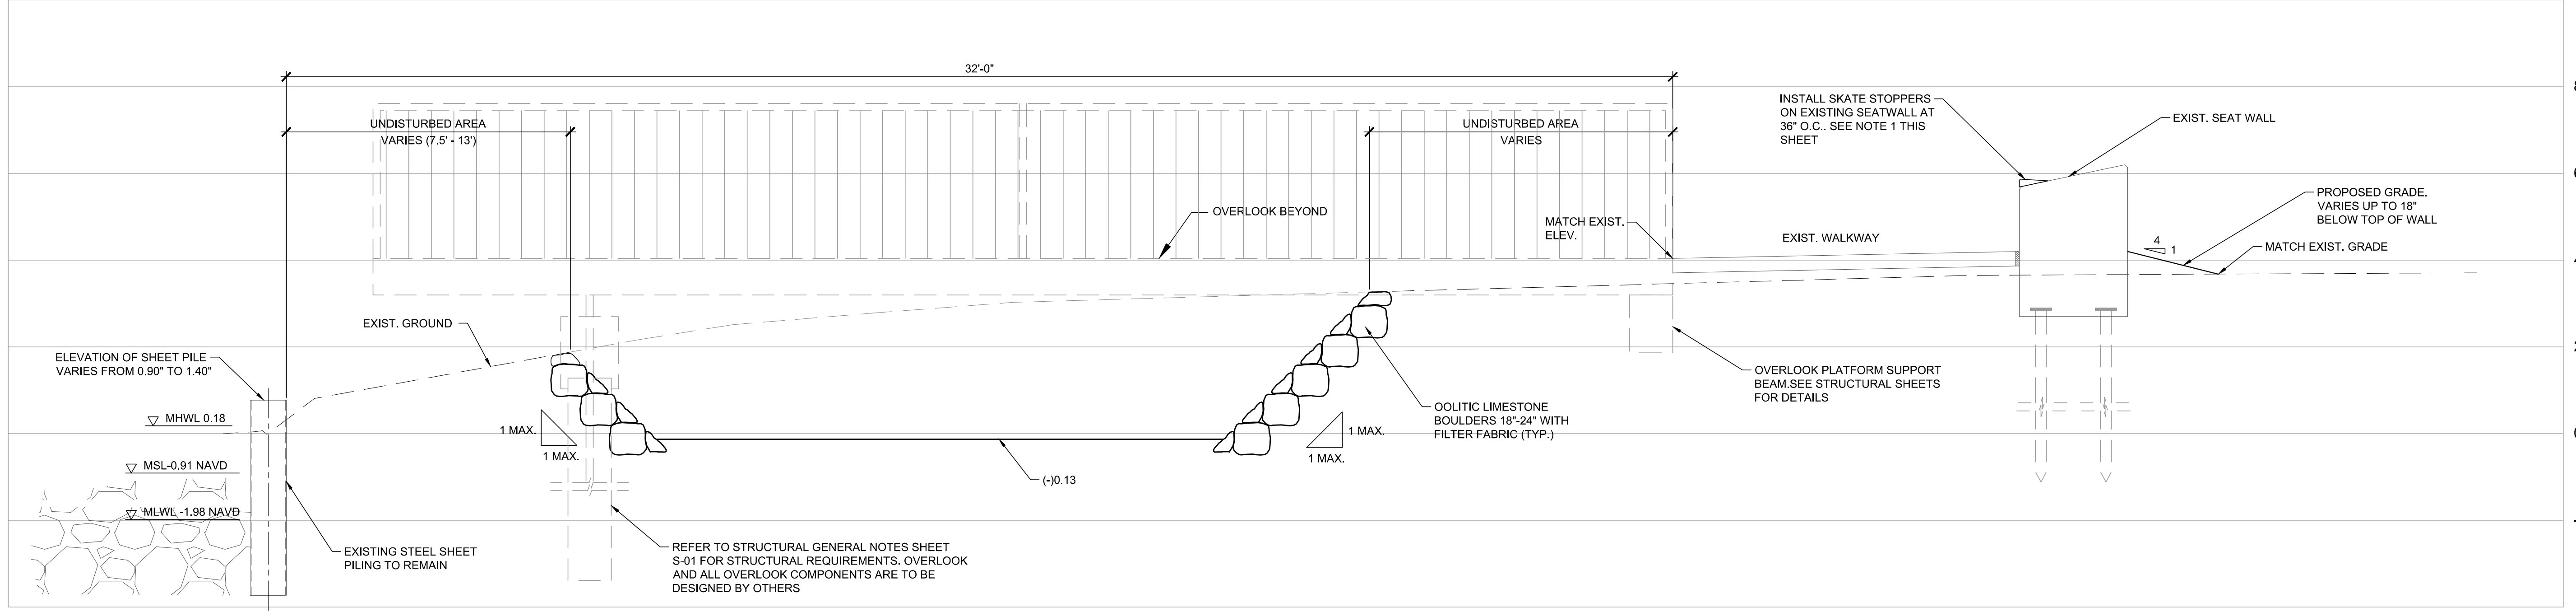 32'-0"
UNDISTURBED AREA
VARIES (7.5' - 13')
UNDISTURBED AREA
VARIES
INSTALL SKATE STOPPERS
ON EXISTING SEATWALL AT
36" O.C.. SEE NOTE 1 THIS
SHEET
EXIST. SEAT WALL
PROPOSED GRADE.
VARIES UP TO 18"
BELOW TOP OF WALL
OVERLOOK BEYOND
MATCH EXIST.
ELEV.
EXIST. WALKWAY
4
1
MATCH EXIST. GRADE
EXIST. GROUND
ELEVATION OF SHEET PILE
VARIES FROM 0.90" TO 1.40"
OVERLOOK PLATFORM SUPPORT
BEAM.SEE STRUCTURAL SHEETS
FOR DETAILS
MHWL 0.18
1 MAX.
1 MAX.
OOLITIC LIMESTONE
BOULDERS 18"-24" WITH
FILTER FABRIC (TYP.)
1 MAX.
1 MAX.
MSL-0.91 NAVD
(-)0.13
MLWL -1.98 NAVD
EXISTING STEEL SHEET
PILING TO REMAIN
REFER TO STRUCTURAL GENERAL NOTES SHEET
S-01 FOR STRUCTURAL REQUIREMENTS. OVERLOOK
AND ALL OVERLOOK COMPONENTS ARE TO BE
DESIGNED BY OTHERS